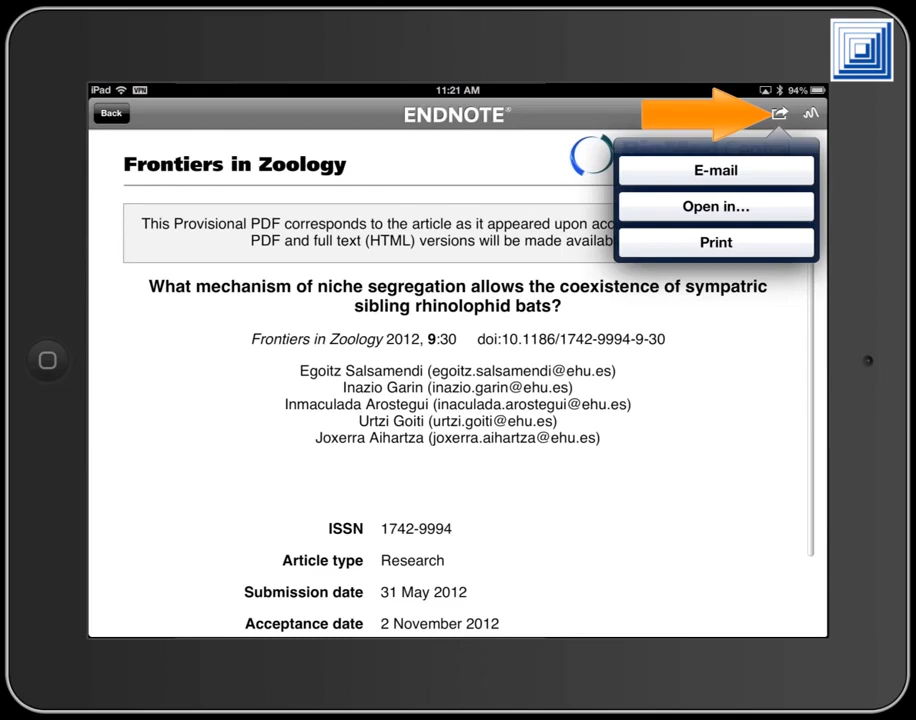 iPad VPN 11:21 AM 94%
Back ENDNOTE®
Frontiers in Zoology
E-mail
Open in...
Print
This Provisional PDF corresponds to the article as it appeared upon
PDF and full text (HTML) versions will be made
What mechanism of niche segregation allows the coexistence of sympatric
sibling rhinolophid bats?
Frontiers in Zoology 2012, 9:30 doi:10.1186/1742-9994-9-30
Egoitz Salsamendi (egoitz.salsamendi@ehu.es)
Inazio Garin (inazio.garin@ehu.es)
Inmaculada Arostegui (inaculada.arostegui@ehu.es)
Urtzi Goiti (urtzi.goiti@ehu.es)
Joxerra Aihartza (joxerra.aihartza@ehu.es)
ISSN 1742-9994
Article type Research
Submission date 31 May 2012
Acceptance date 2 November 2012